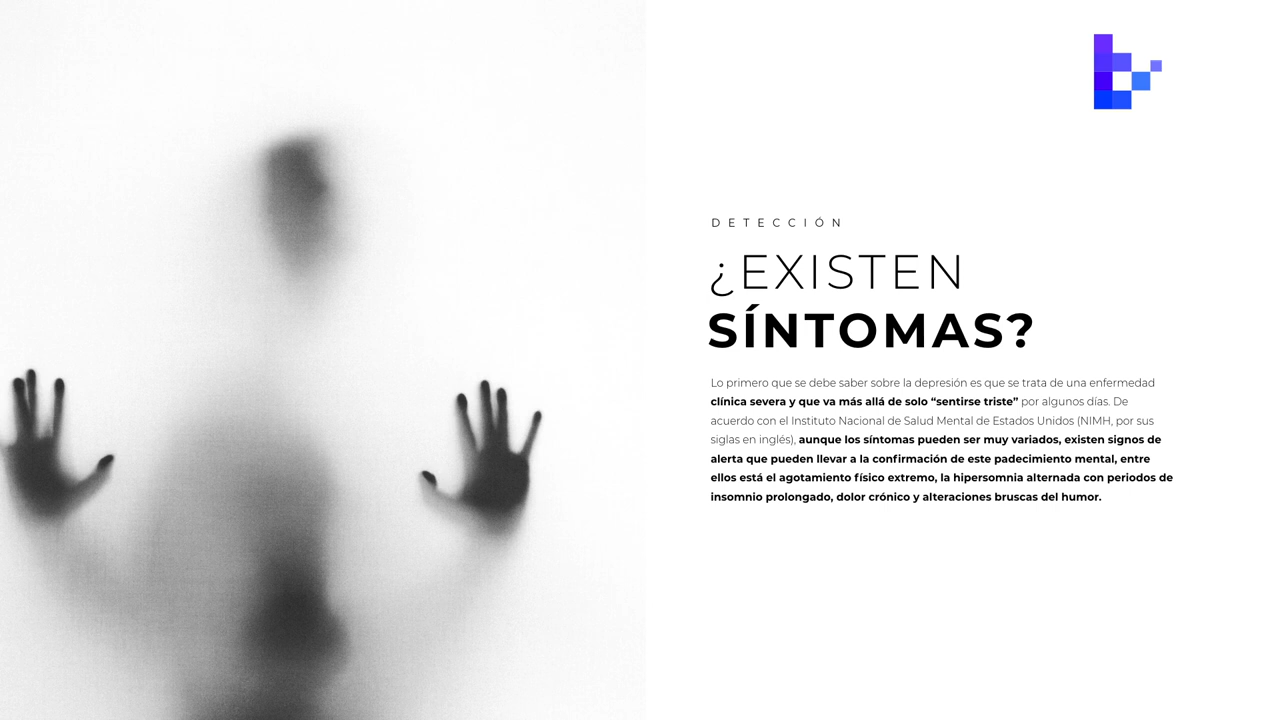 DETECCIÓN
¿EXISTEN
SÍNTOMAS?
Lo primero que se debe saber sobre la depresión es que se trata de una enfermedad
clínica severa y que va más allá de solo “sentirse triste” por algunos días. De
acuerdo con el Instituto Nacional de Salud Mental de Estados Unidos (NIMH, por sus
siglas en inglés), aunque los síntomas pueden ser muy variados, existen signos de
alerta que pueden llevar a la confirmación de este padecimiento mental, entre
ellos está el agotamiento físico extremo, la hipersomnia alternada con periodos de
insomnio prolongado, dolor crónico y alteraciones bruscas del humor.